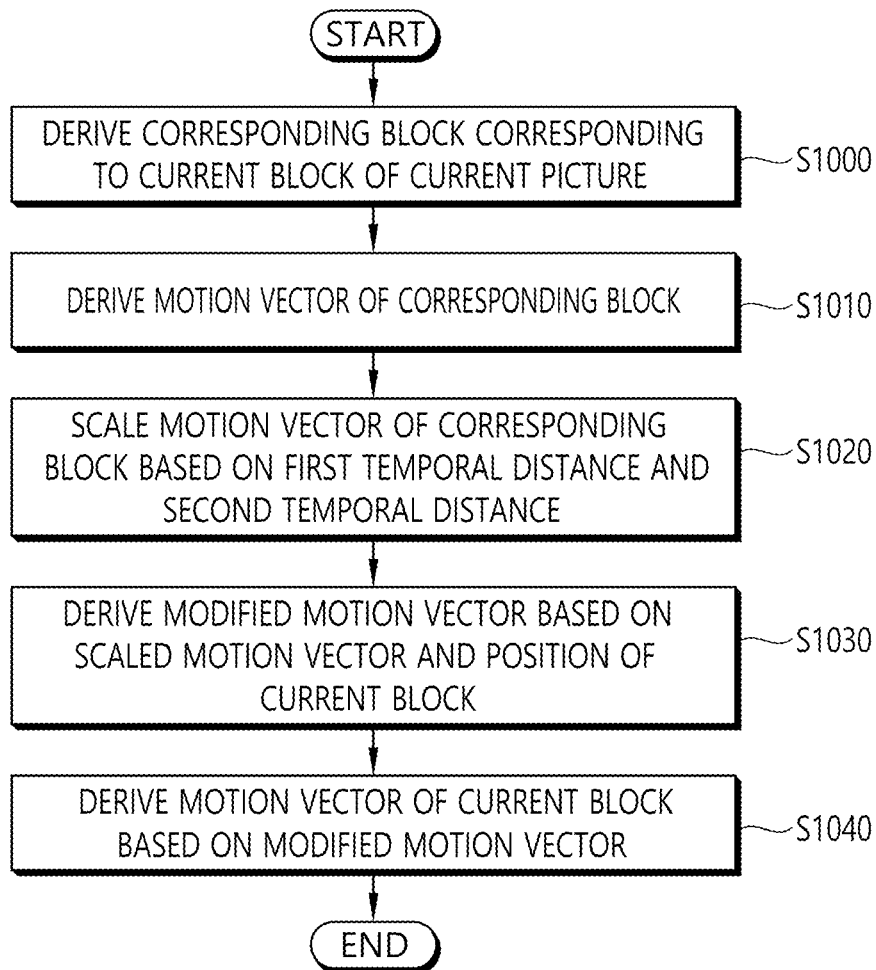 START
DERIVE CORRESPONDING BLOCK CORRESPONDING
TO CURRENT BLOCK OF CURRENT PICTURE
S1000
DERIVE MOTION VECTOR OF CORRESPONDING BLOCK
S1010
SCALE MOTION VECTOR OF CORRESPONDING
BLOCK BASED ON FIRST TEMPORAL DISTANCE AND
SECOND TEMPORAL DISTANCE
S1020
DERIVE MODIFIED MOTION VECTOR BASED ON
SCALED MOTION VECTOR AND POSITION OF
CURRENT BLOCK
S1030
DERIVE MOTION VECTOR OF CURRENT BLOCK
BASED ON MODIFIED MOTION VECTOR
S1040
END